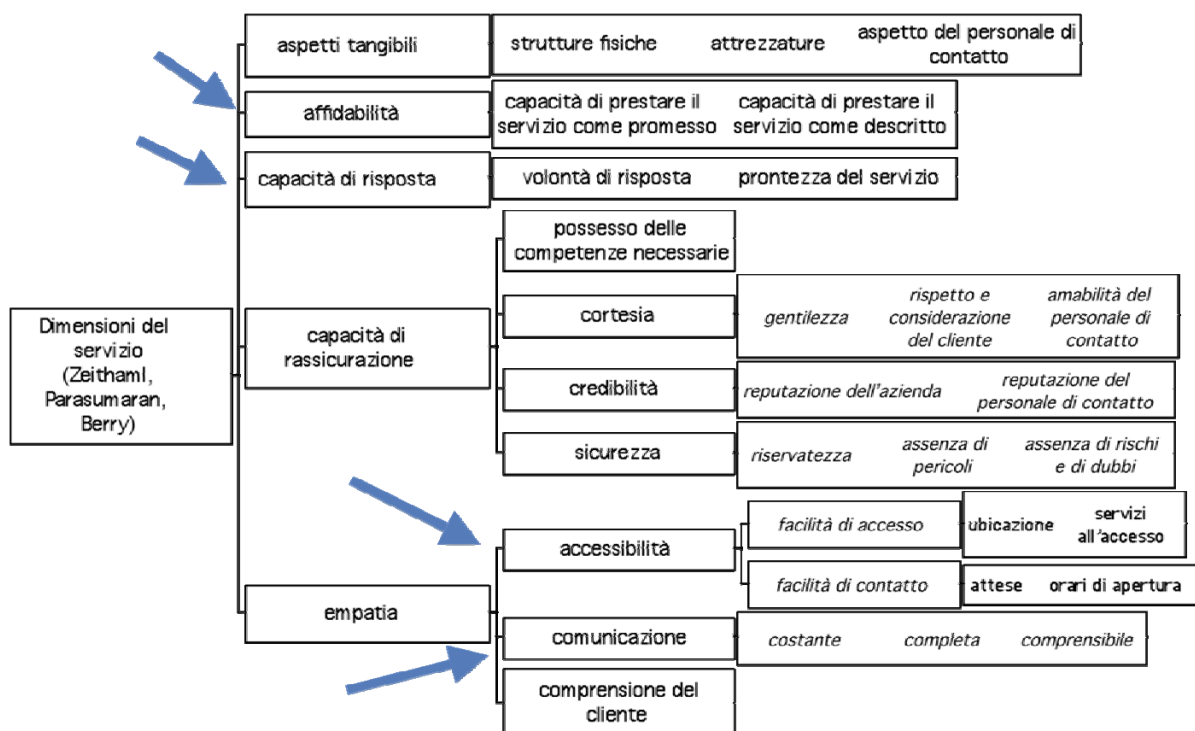 aspetti tangibili
strutture fisiche
attrezzature
aspetto del personale di
contatto
affidabilità
capacità di prestare il
servizio come promesso
capacità di prestare il
servizio come descritto
capacità di risposta
volontà di risposta
prontezza del servizio
Dimensioni del
servizio
(Zeithaml,
Parasumaran,
Berry)
capacità di
rassicurazione
possesso delle
competenze necessarie
cortesia
gentilezza
rispetto e
considerazione
del cliente
amabilità del
personale di
contatto
credibilità
reputazione dell'azienda
reputazione del
personale di contatto
sicurezza
riservatezza
assenza di
pericoli
assenza di rischi
e di dubbi
empatia
accessibilità
facilità di accesso
ubicazione
servizi
all'accesso
facilità di contatto
attese
orari di apertura
comunicazione
costante
completa
comprensibile
comprensione del
cliente